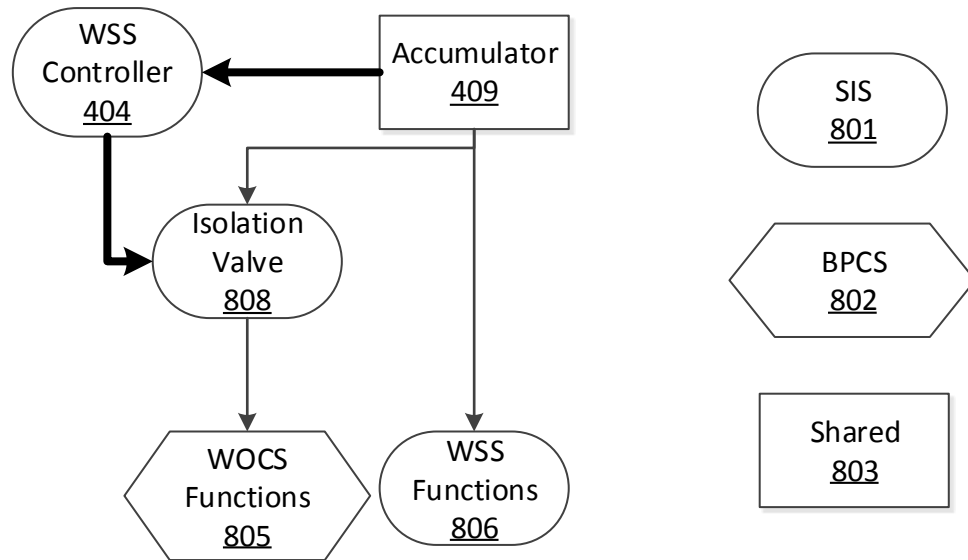 WSS
Controller
404
Accumulator
409
SIS
801
Isolation
Valve
808
BPCS
802
WOCS
Functions
805
WSS
Functions
806
Shared
803